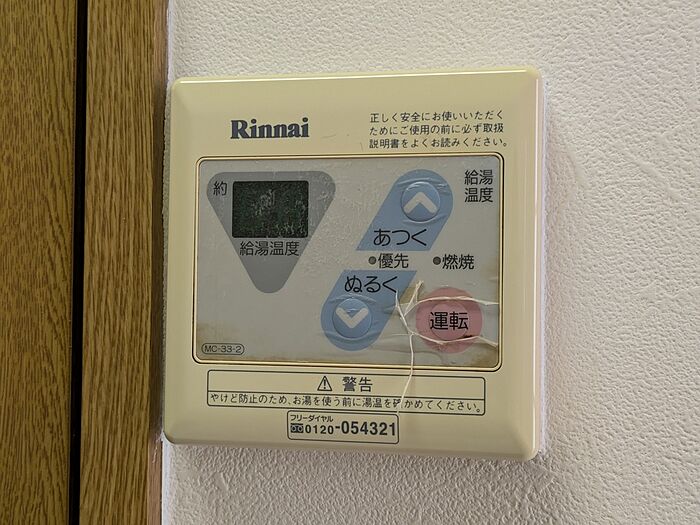 Rinnai
正しく安全にお使いいただく
ためにご使用の前に必ず取扱
説明書をよくお読みください。
約
給湯温度
給湯
温度
あつく
優先
燃焼
ぬるく
運転
MC-33-2
⚠ 警告
やけど防止のため、お湯を使う前に湯温を確かめてください。
フリーダイヤル
0120-054321